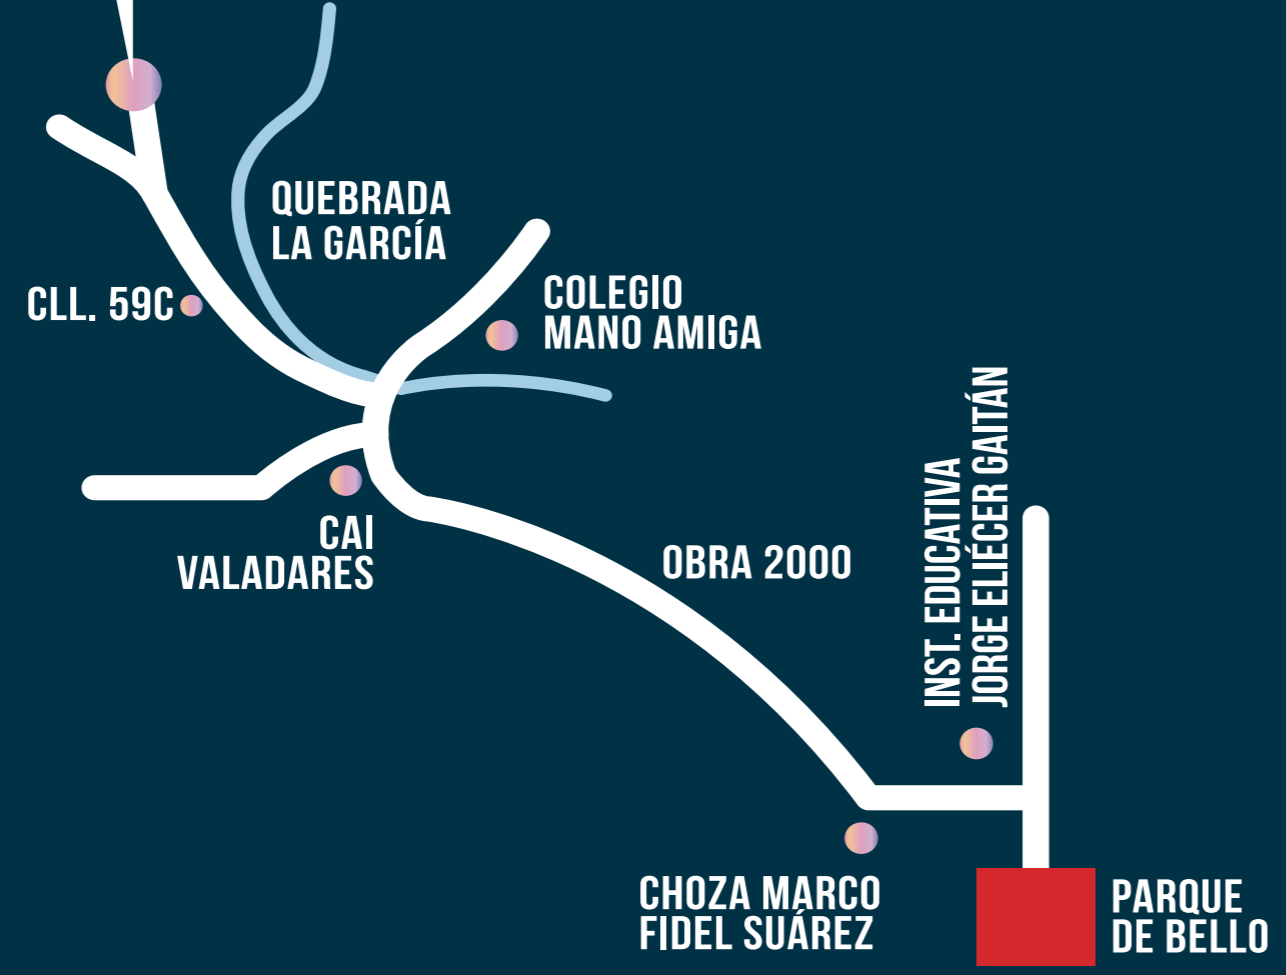 QUEBRADA
LA GARCÍA
CLL. 59C
COLEGIO
MANO AMIGA
CAI
VALADARES
OBRA 2000
INST. EDUCATIVA
JORGE ELIÉCER GAITÁN
CHOZA MARCO
FIDEL SUÁREZ
PARQUE
DE BELLO